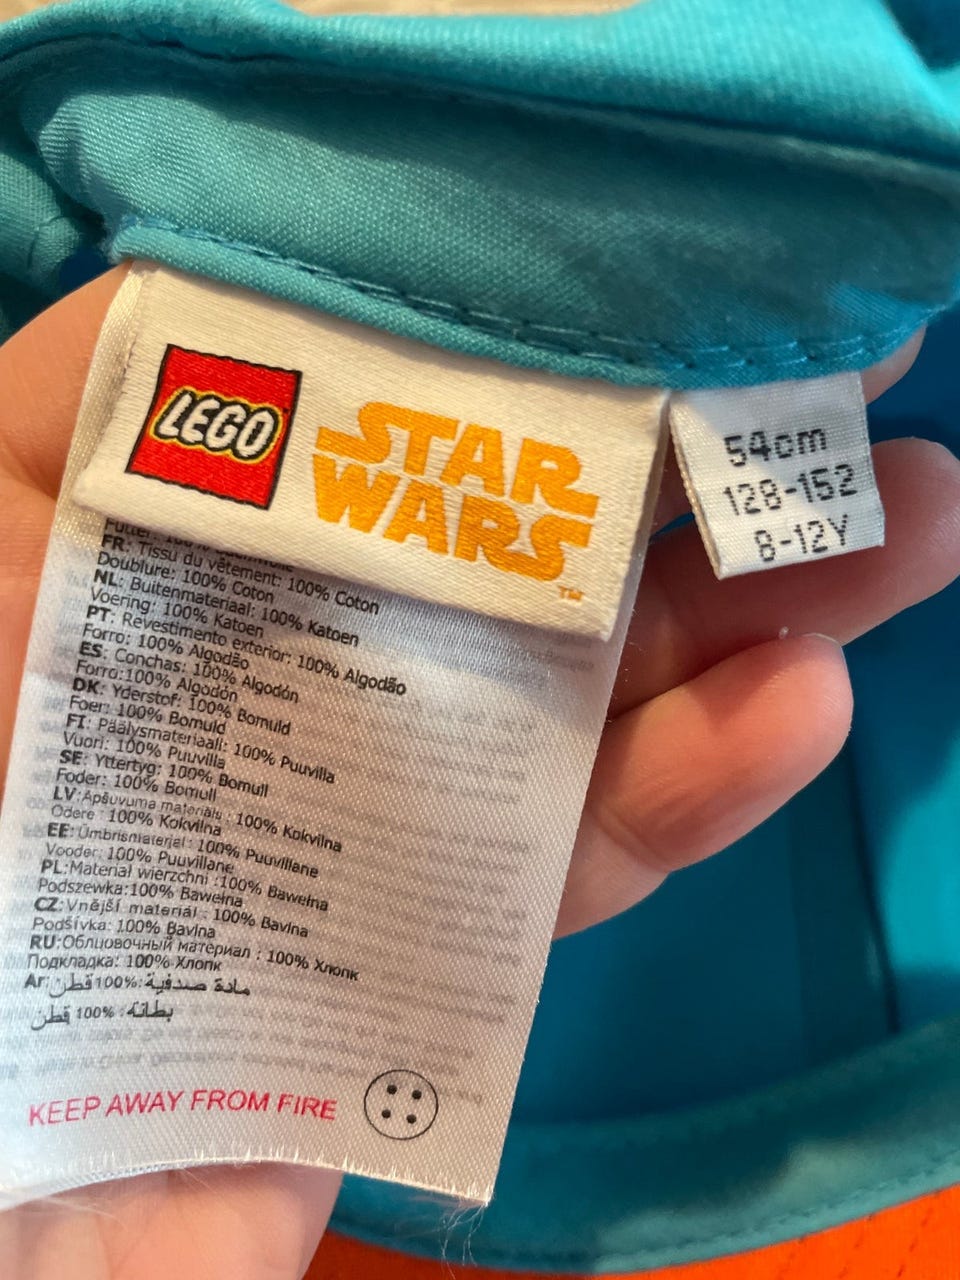 LEGO
STAR
WARS
TM
54cm
128-152
8-12Y
Futter: 100%
FR: Tissu du vêtement: 100% Coton
Doublure: 100% Coton
NL: Buitenmateriaal: 100% Katoen
Voering: 100% Katoen
PT: Revestimento exterior: 100% Algodão
Forro: 100% Algodão
ES: Conchas: 100% Algodón
Forro:100% Algodón
DK: Yderstof: 100% Bomuld
Foer: 100% Bomuld
FI: Päälysmateriaali: 100% Puuvilla
Vuori: 100% Puuvilla
SE: Yttertyg: 100% Bomull
Foder: 100% Bomull
LV:Apšuvuma materiāls : 100% Kokvilna
Odere : 100% Kokvilna
EE:Ümbrismaterjal: 100% Puuvillane
Vooder: 100% Puuvillane
PL:Materiał wierzchni :100% Bawełna
Podszewka:100% Bawełna
CZ:Vnější materiál : 100% Bavlna
Podšívka: 100% Bavlna
RU:Облицовочный материал : 100% Хлопк
Подкладка: 100% Хлопк
Ar: مادة صدفية:100%قطن
بطانة: 100% قطن
KEEP AWAY FROM FIRE